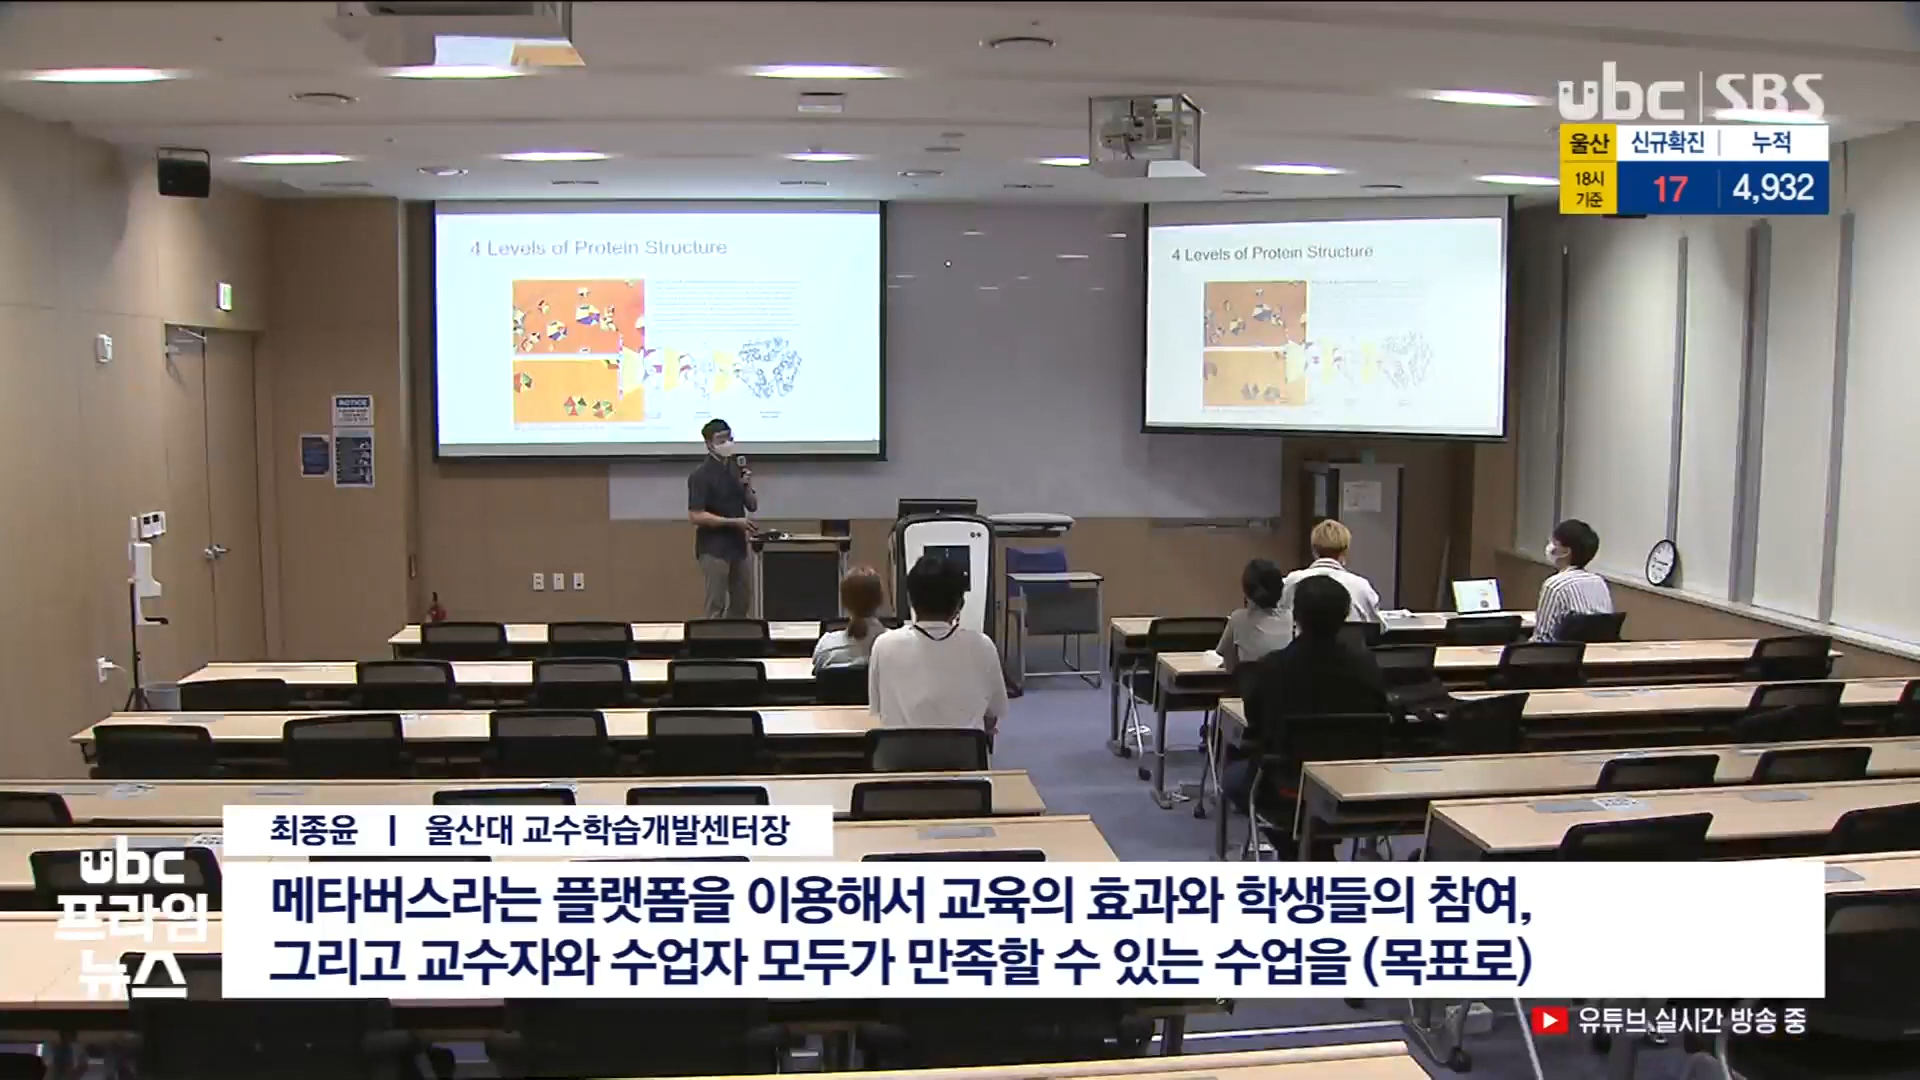 ubc | SBS
울산 신규확진 | 누적
18시 기준 17 4,932
4 Levels of Protein Structure
4 Levels of Protein Structure
NOTICE
최종윤 | 울산대 교수학습개발센터장
ubc 프라임 뉴스
메타버스라는 플랫폼을 이용해서 교육의 효과와 학생들의 참여,
그리고 교수자와 수업자 모두가 만족할 수 있는 수업을 (목표로)
유튜브 실시간 방송 중